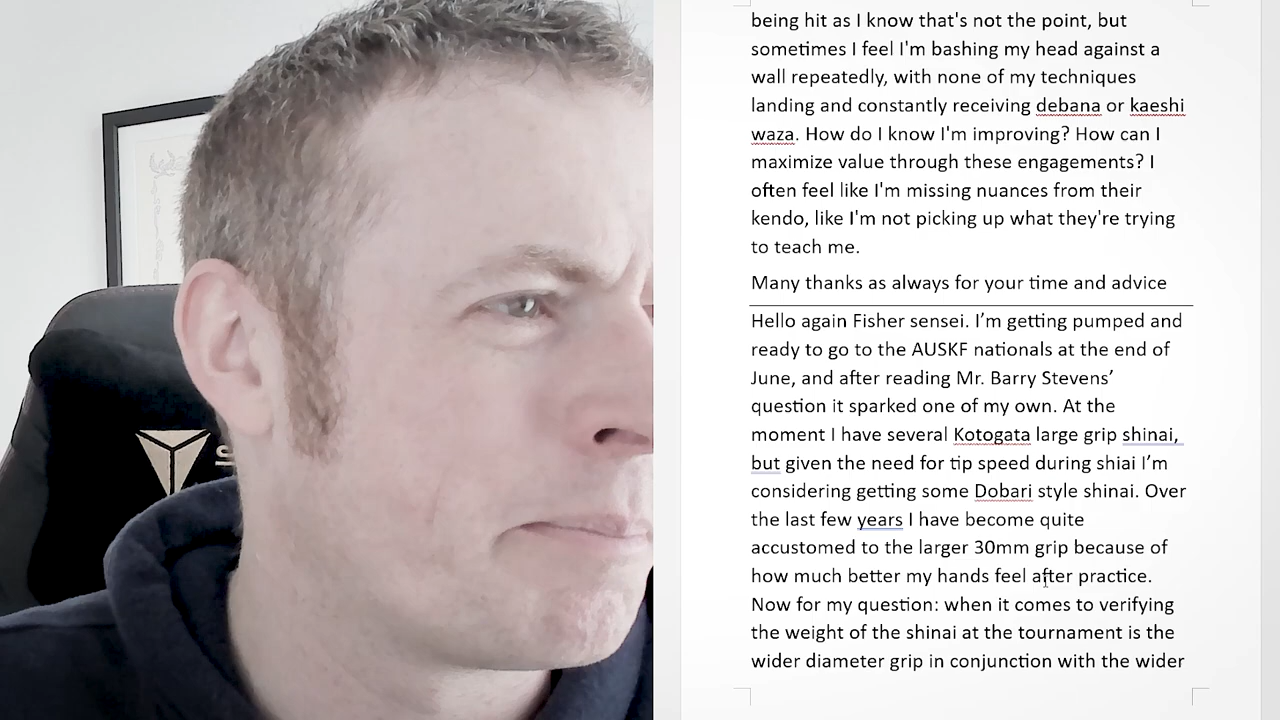 being hit as I know that's not the point, but
sometimes I feel I'm bashing my head against a
wall repeatedly, with none of my techniques
landing and constantly receiving debana or kaeshi
waza. How do I know I'm improving? How can I
maximize value through these engagements? I
often feel like I'm missing nuances from their
kendo, like I'm not picking up what they're trying
to teach me.
Many thanks as always for your time and advice
Hello again Fisher sensei. I’m getting pumped and
ready to go to the AUSKF nationals at the end of
June, and after reading Mr. Barry Stevens’
question it sparked one of my own. At the
moment I have several Kotogata large grip shinai,
but given the need for tip speed during shiai I’m
considering getting some Dobari style shinai. Over
the last few years I have become quite
accustomed to the larger 30mm grip because of
how much better my hands feel after practice.
Now for my question: when it comes to verifying
the weight of the shinai at the tournament is the
wider diameter grip in conjunction with the wider